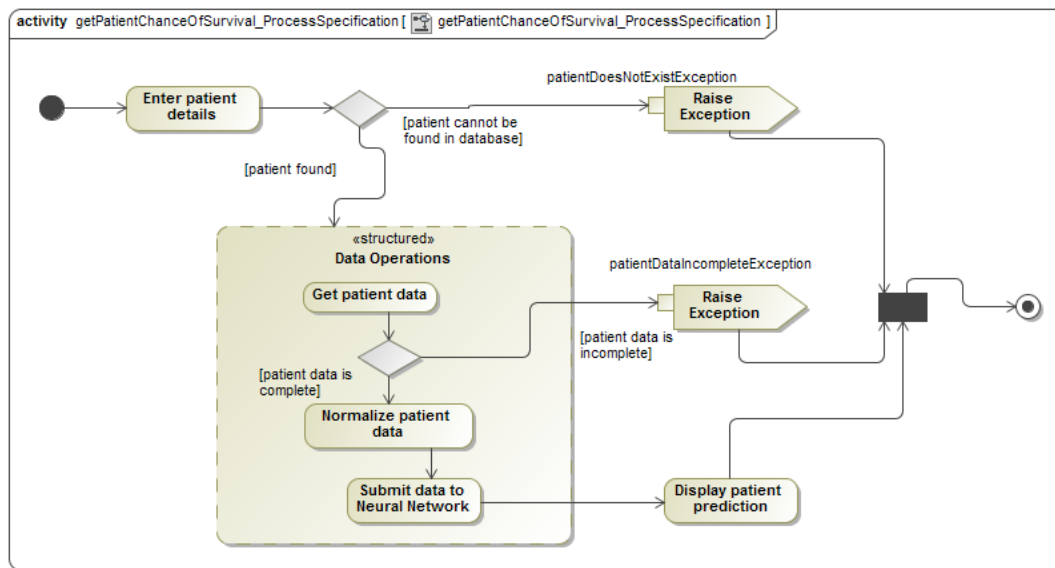 activity getPatientChanceOfSurvival_ProcessSpecification [ getPatientChanceOfSurvival_ProcessSpecification ]
patientDoesNotExistException
Enter patient
details
Raise
Exception
[patient cannot be
found in database]
[patient found]
«structured»
Data Operations
patientDataIncompleteException
Get patient data
Raise
Exception
[patient data is
incomplete]
[patient data is
complete]
Normalize patient
data
Submit data to
Neural Network
Display patient
prediction